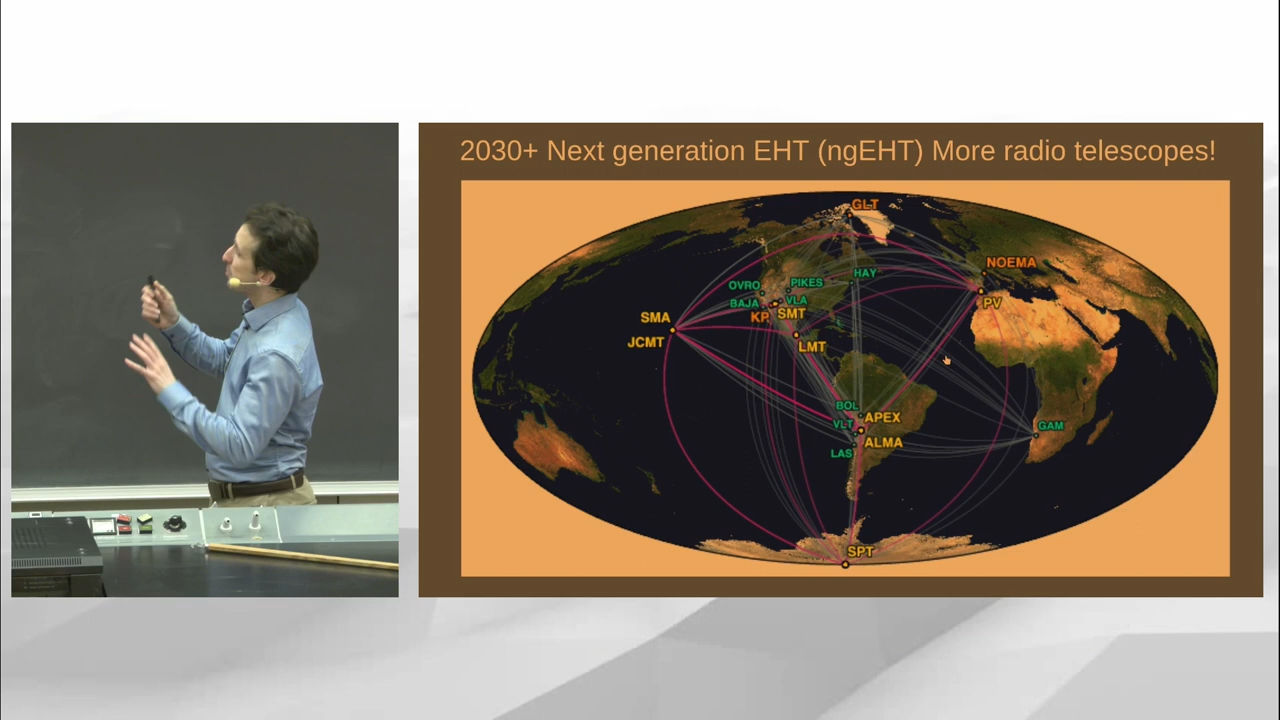 2030+ Next generation EHT (ngEHT) More radio telescopes!
GLT
NOEMA
HAY
OVRO
PIKES
BAJA
VLA
PV
KP
SMT
SMA
JCMT
LMT
BOL
APEX
VLT
GAM
ALMA
LAS
SPT